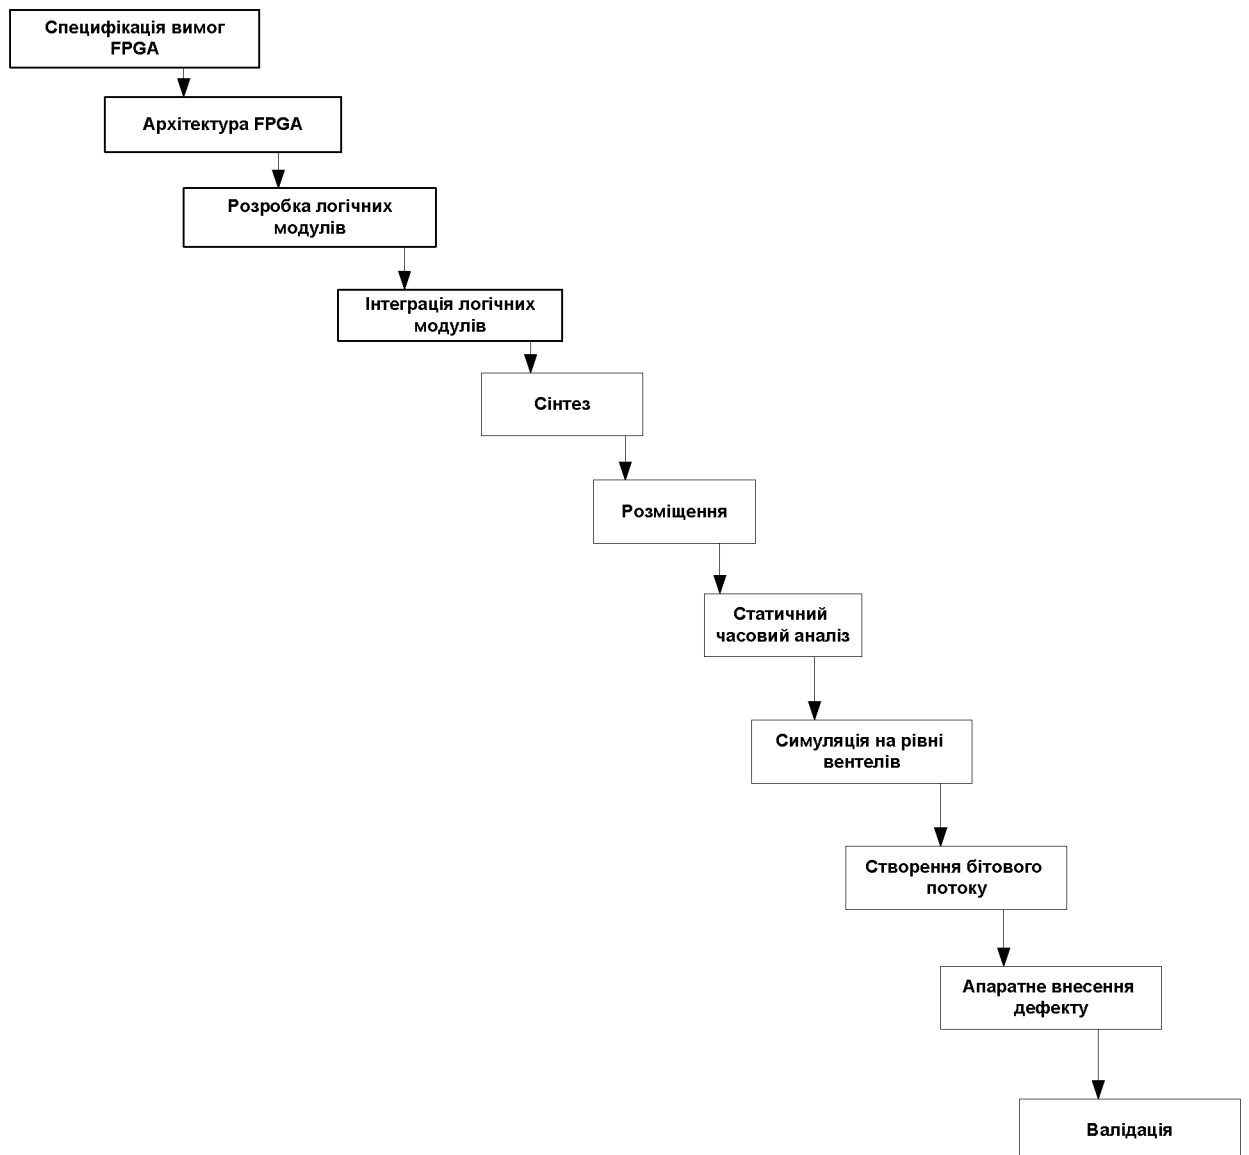 Специфікація вимог
FPGA
Архітектура FPGA
Розробка логічних
модулів
Інтеграція логічних
модулів
Сінтез
Розміщення
Статичний
часовий аналіз
Симуляція на рівні
вентелів
Створення бітового
потоку
Апаратне внесення
дефекту
Валідація